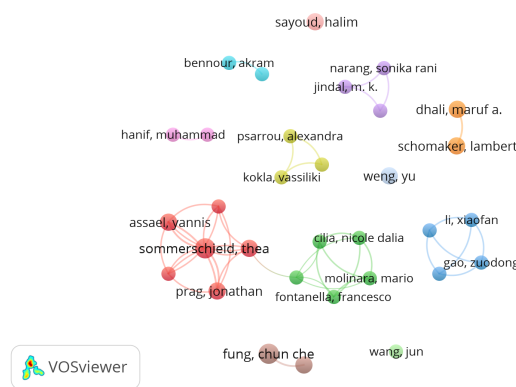 sayoud, halim
bennour, akram
narang, sonika rani
jindal, m. k.
dhali, maruf a.
hanif, muhammad
psarrou, alexandra
schomaker, lambert
kokla, vassiliki
weng, yu
assael, yannis
li, xiaofan
cilia, nicole dalia
sommerschield, thea
gao, zuodong
molinara, mario
prag, jonathan
fontanella, francesco
fung, chun che
wang, jun
VOSviewer